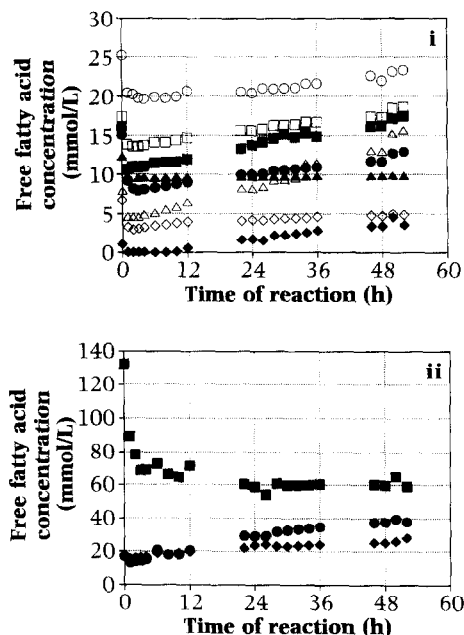 30
25
20
15
10
5
0
Free fatty acid
concentration
(mmol/L)
i
0 12 24 36 48 60
Time of reaction (h)
140
120
100
80
60
40
20
0
Free fatty acid
concentration
(mmol/L)
ii
0 12 24 36 48 60
Time of reaction (h)